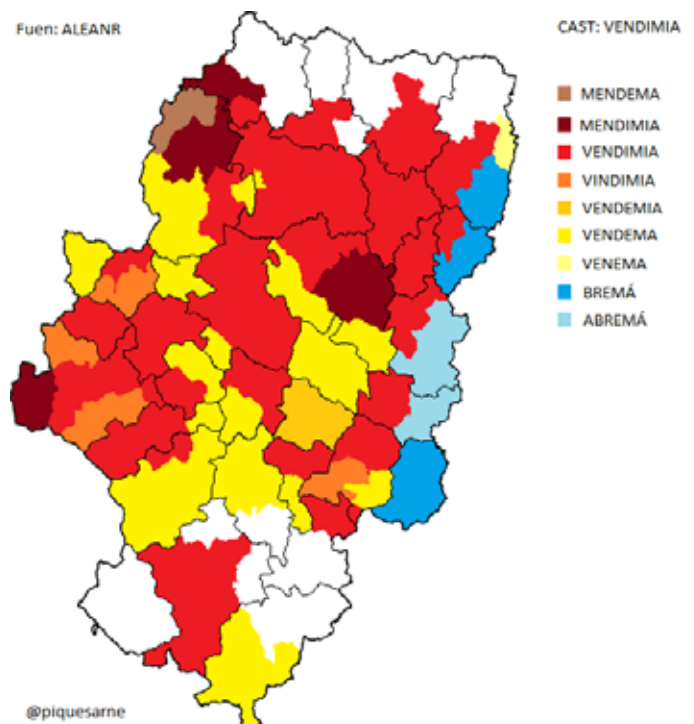 Fuen: ALEANR
CAST: VENDIMIA
MENDEMA
MENDIMIA
VENDIMIA
VINDIMIA
VENDEMIA
VENDEMA
VENEMA
BREMÁ
ABREMÁ
@piquesarne